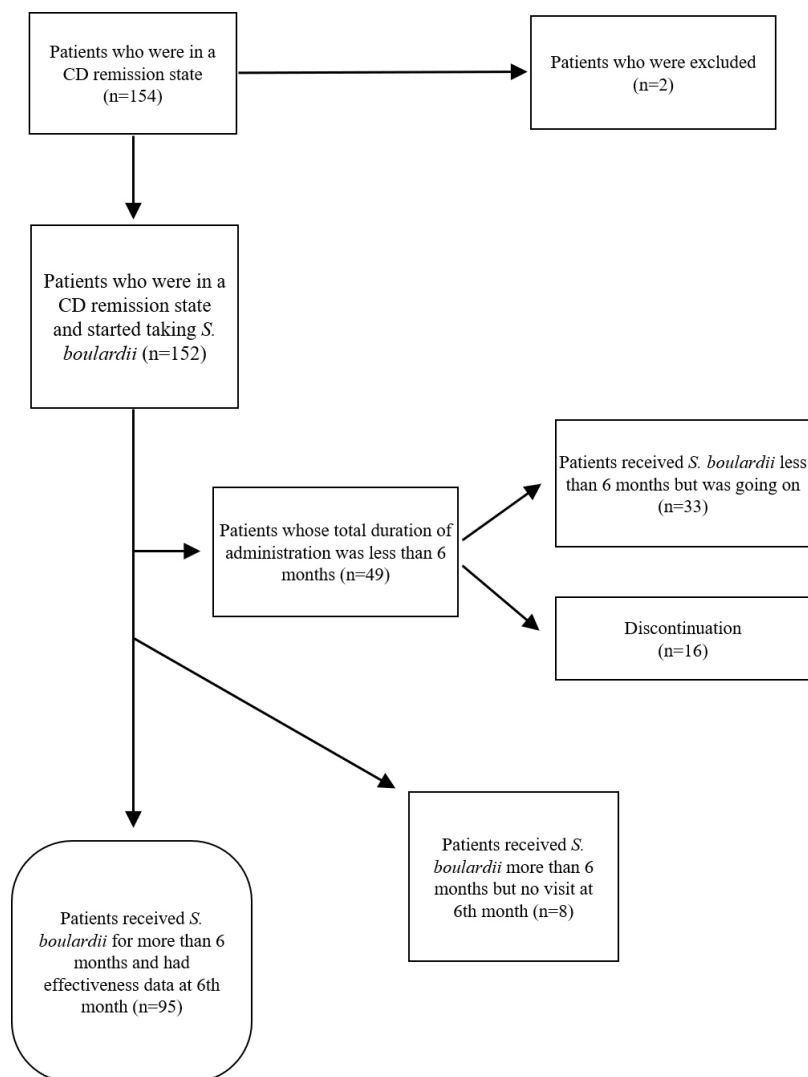 Patients who were in a
CD remission state
(n=154)
Patients who were excluded
(n=2)
Patients who were in a
CD remission state
and started taking S.
boulardii (n=152)
Patients received S. boulardii less
than 6 months but was going on
(n=33)
Patients whose total duration of
administration was less than 6
months (n=49)
Discontinuation
(n=16)
Patients received S.
boulardii more than 6
months but no visit at
6th month (n=8)
Patients received S.
boulardii for more than 6
months and had
effectiveness data at 6th
month (n=95)